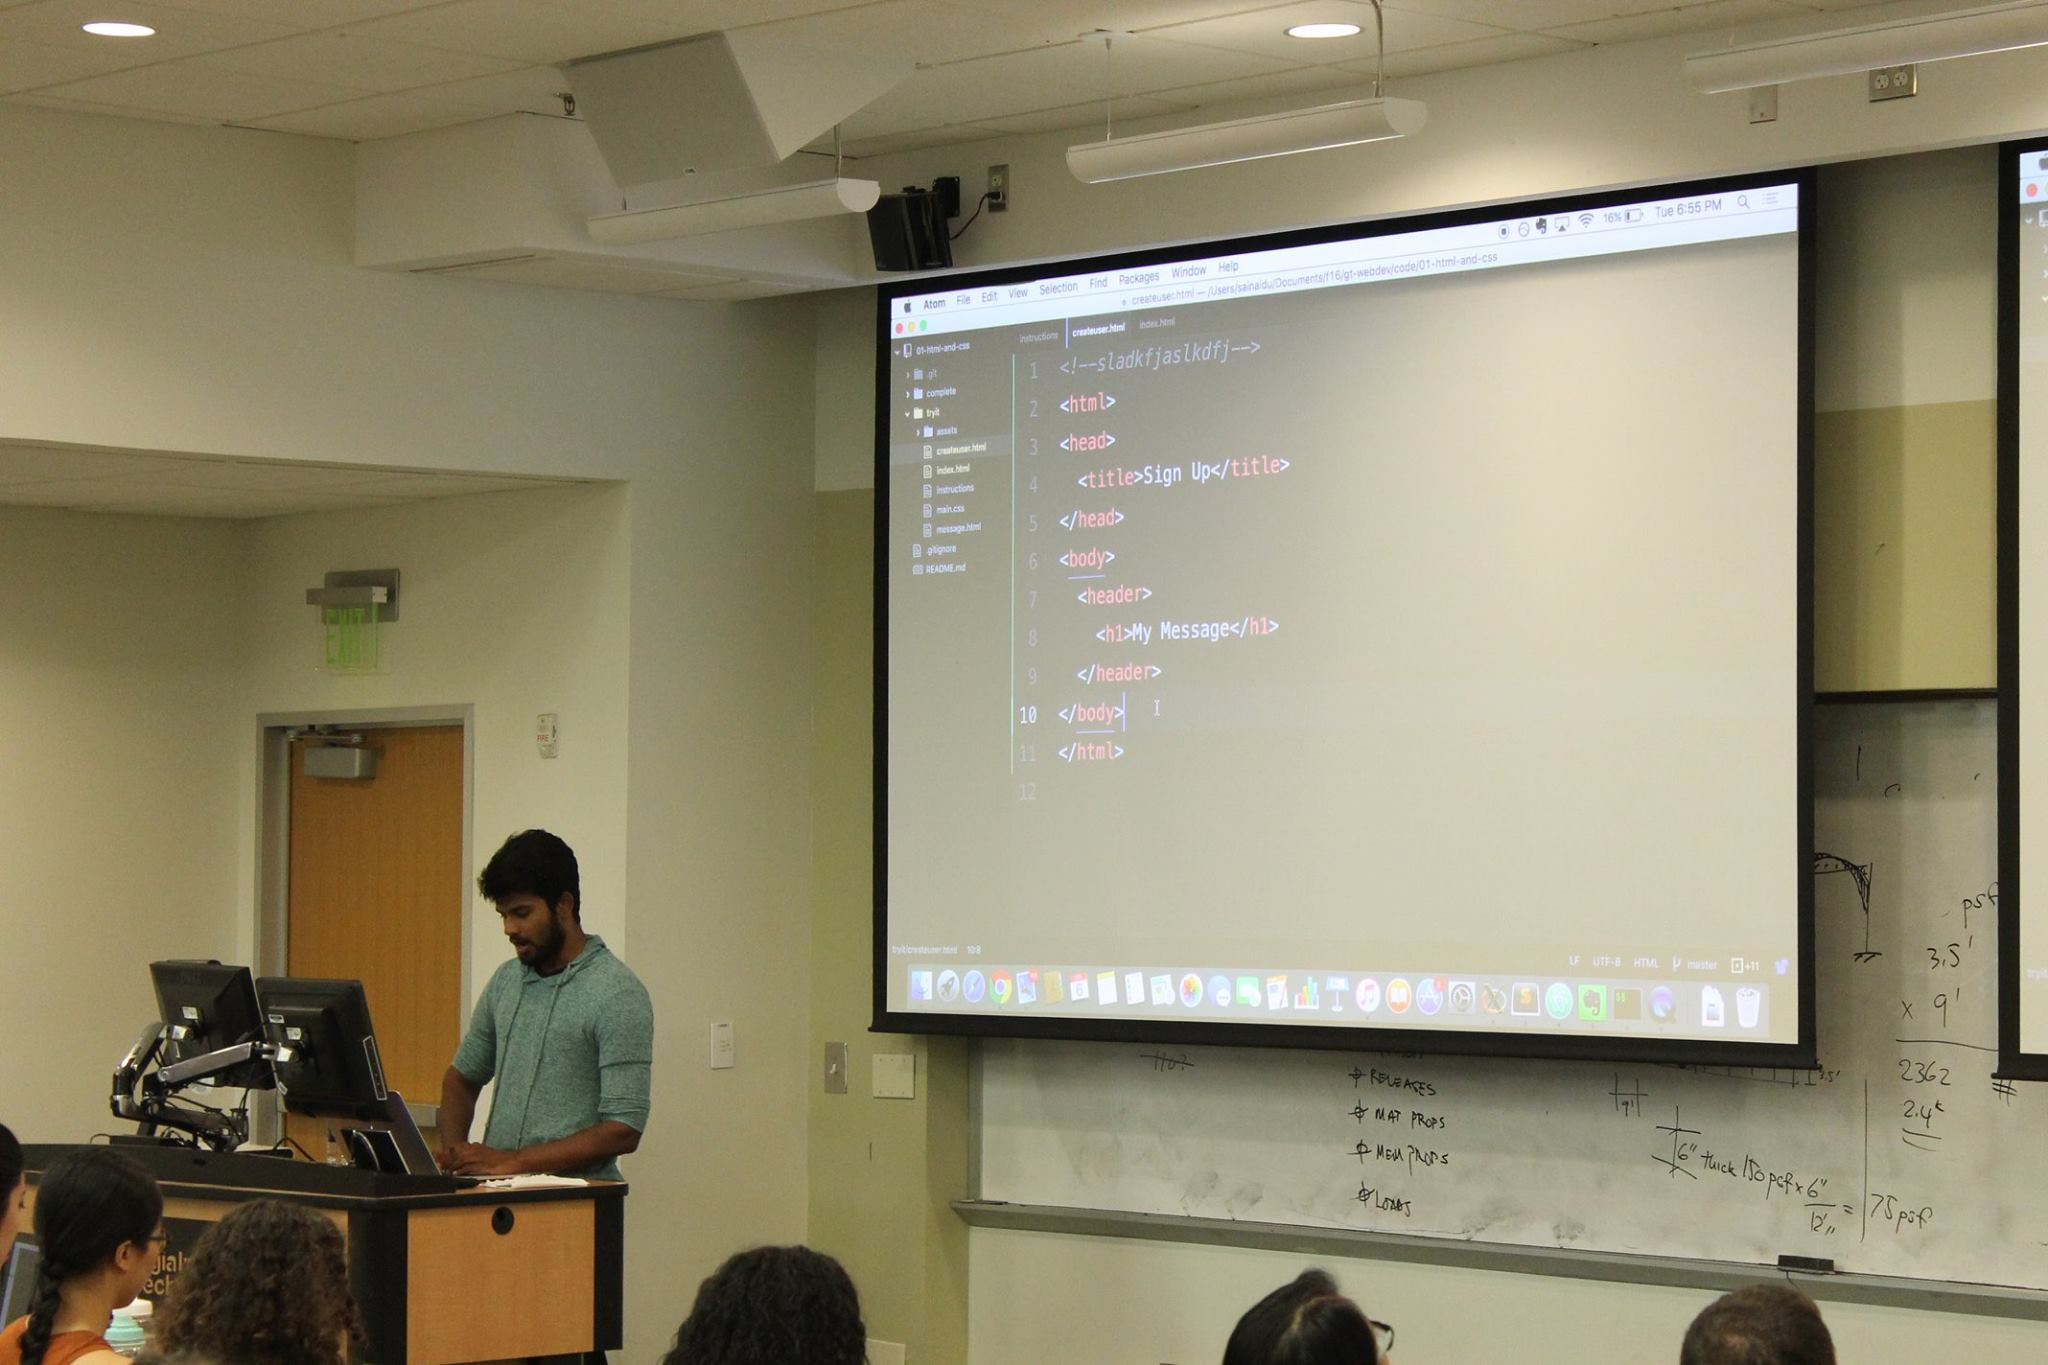 16% Tue 6:55 PM
Atom File Edit View Selection Find Packages Window Help
createuser.html — /Users/sainaidu/Documents/f16/gt-webdev/code/01-html-and-css
instructions createuser.html index.html
01-html-and-css
.git
complete
tryit
assets
createuser.html
index.html
instructions
main.css
message.html
.gitignore
README.md
1 <!--sladkfjaslkdfj-->
2 <html>
3 <head>
4 <title>Sign Up</title>
5 </head>
6 <body>
7 <header>
8 <h1>My Message</h1>
9 </header>
10 </body>
11 </html>
12
tryit/createuser.html 10:8
LF UTF-8 HTML master +11
EXIT
FIRE
RELEASES
MAT PROPS
MEM PROPS
LOADS
9'
6" thick 150 psf x 6"
12"
= 75 psf
psf
3.5'
x 9'
2362 #
2.4k
3.5'